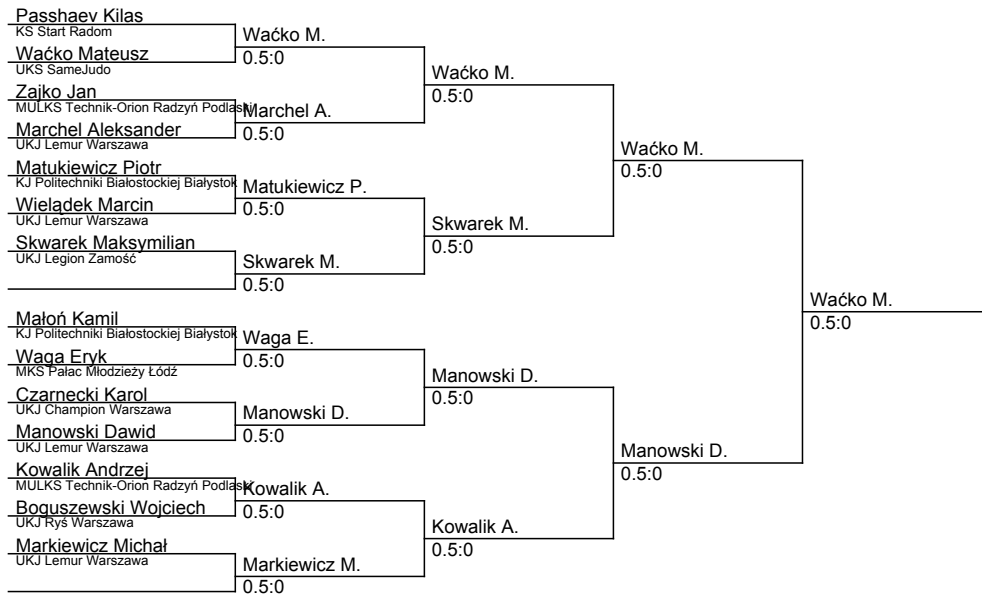 Passhaev Kilas
KS Start Radom
Waćko Mateusz
UKS SameJudo
Zajko Jan
MULKS Technik-Orion Radzyń Podlaski
Marchel Aleksander
UKJ Lemur Warszawa
Matukiewicz Piotr
KJ Politechniki Białostockiej Białystok
Wielądek Marcin
UKJ Lemur Warszawa
Skwarek Maksymilian
UKJ Legion Zamość
Małoń Kamil
KJ Politechniki Białostockiej Białystok
Waga Eryk
MKS Pałac Młodzieży Łódź
Czarnecki Karol
UKJ Champion Warszawa
Manowski Dawid
UKJ Lemur Warszawa
Kowalik Andrzej
MULKS Technik-Orion Radzyń Podlaski
Boguszewski Wojciech
UKJ Ryś Warszawa
Markiewicz Michał
UKJ Lemur Warszawa
Waćko M.
0.5:0
Marchel A.
0.5:0
Matukiewicz P.
0.5:0
Skwarek M.
0.5:0
Waga E.
0.5:0
Manowski D.
0.5:0
Kowalik A.
0.5:0
Markiewicz M.
0.5:0
Waćko M.
0.5:0
Skwarek M.
0.5:0
Manowski D.
0.5:0
Kowalik A.
0.5:0
Waćko M.
0.5:0
Manowski D.
0.5:0
Waćko M.
0.5:0